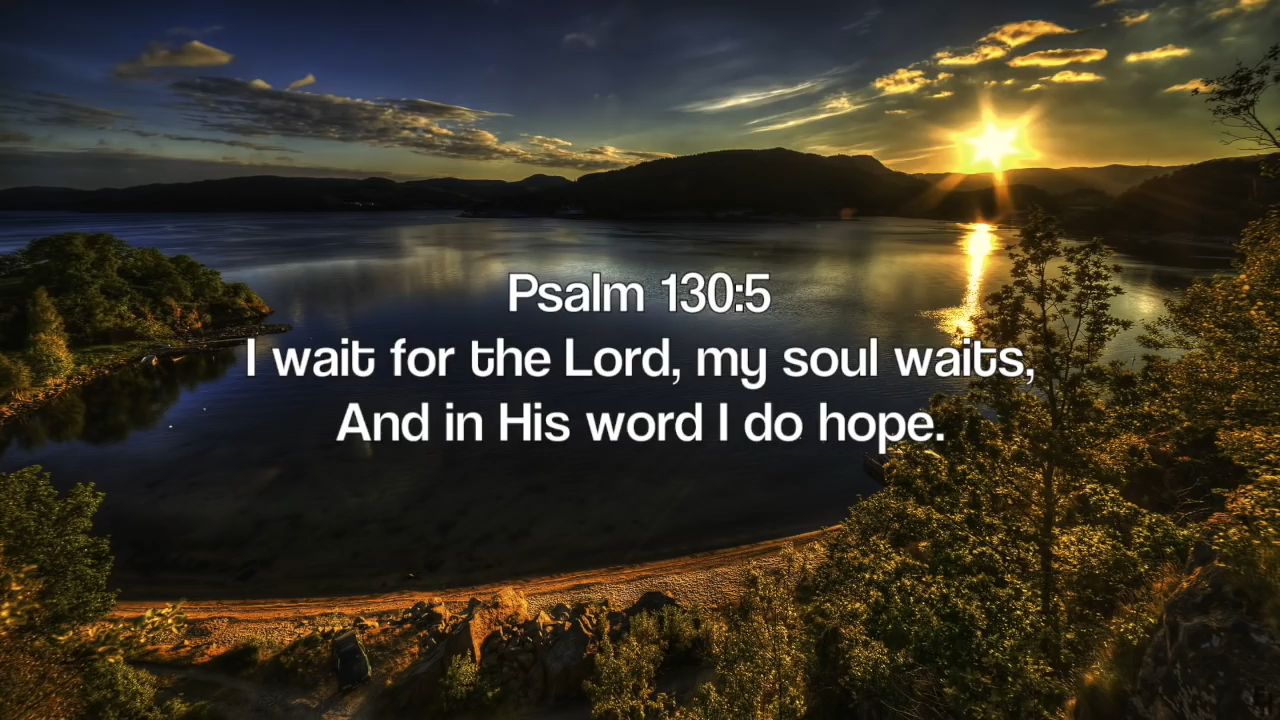 Psalm 130:5
I wait for the Lord, my soul waits,
And in His word I do hope.